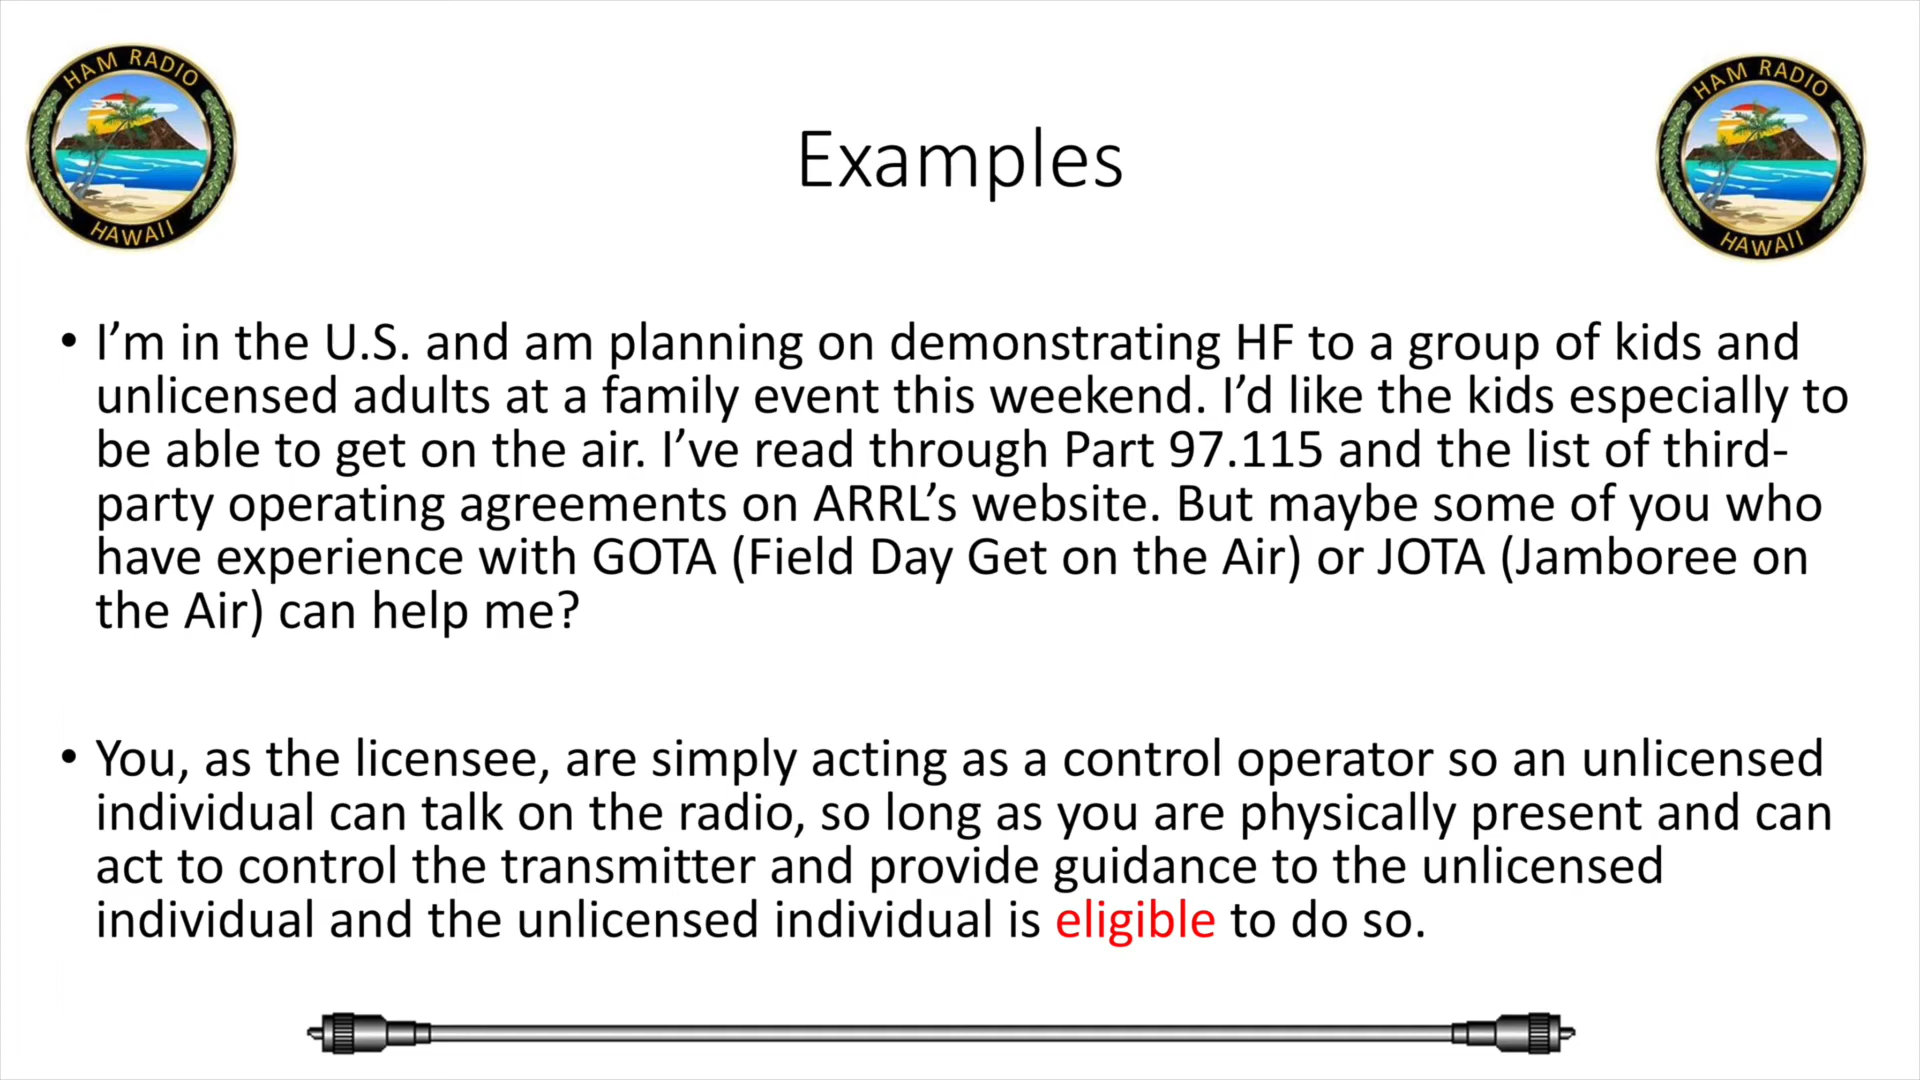 HAM RADIO
HAWAII
HAM RADIO
HAWAII
Examples
• I’m in the U.S. and am planning on demonstrating HF to a group of kids and
unlicensed adults at a family event this weekend. I’d like the kids especially to
be able to get on the air. I’ve read through Part 97.115 and the list of third-
party operating agreements on ARRL’s website. But maybe some of you who
have experience with GOTA (Field Day Get on the Air) or JOTA (Jamboree on
the Air) can help me?
• You, as the licensee, are simply acting as a control operator so an unlicensed
individual can talk on the radio, so long as you are physically present and can
act to control the transmitter and provide guidance to the unlicensed
individual and the unlicensed individual is eligible to do so.